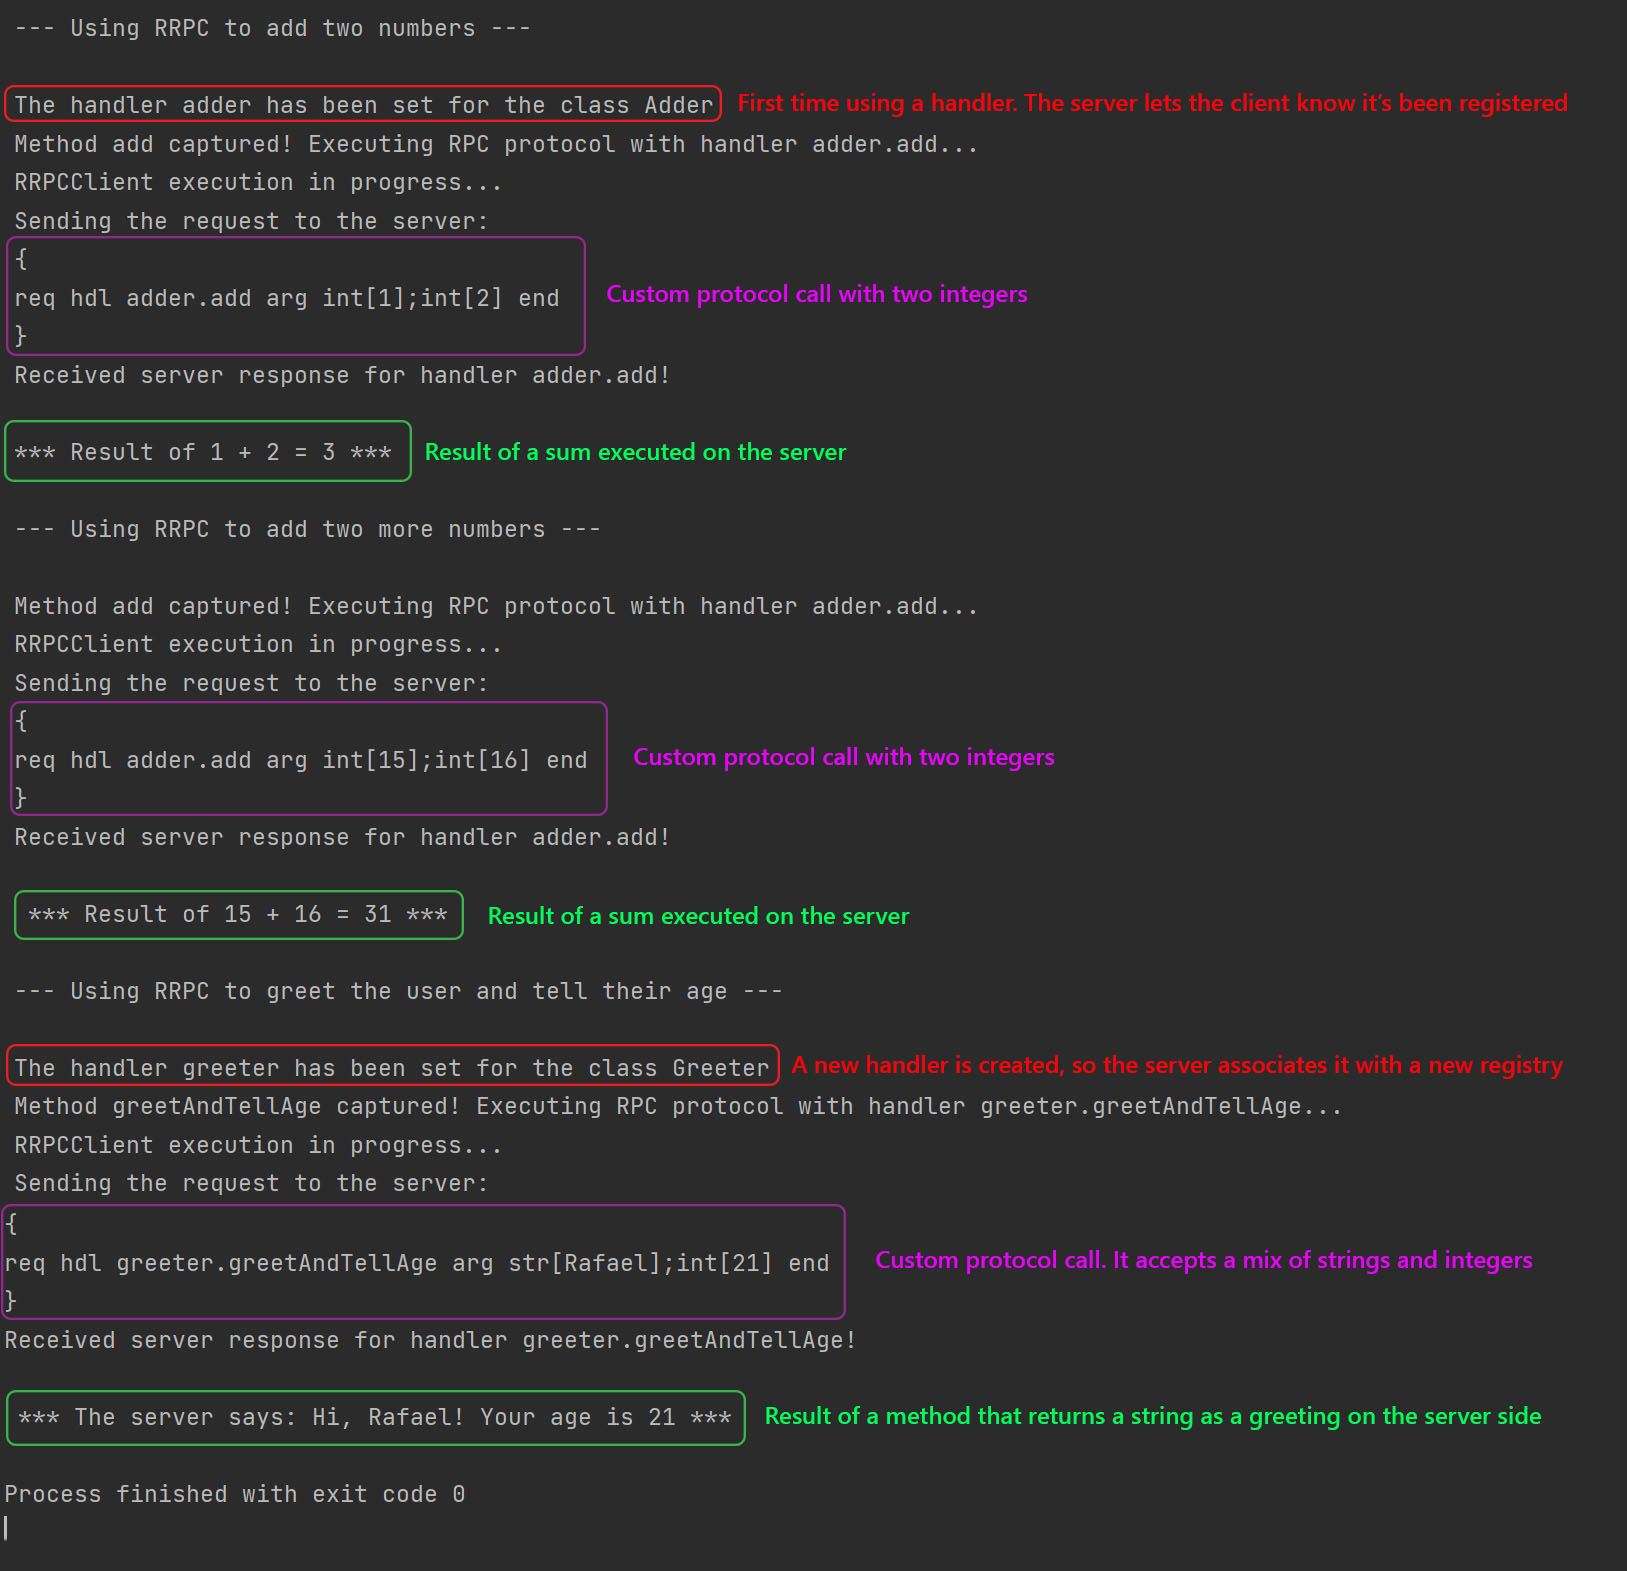 --- Using RRPC to add two numbers ---
The handler adder has been set for the class Adder First time using a handler. The server lets the client know it's been registered
Method add captured! Executing RPC protocol with handler adder.add...
RRPCClient execution in progress...
Sending the request to the server:
{
req hdl adder.add arg int[1];int[2] end Custom protocol call with two integers
}
Received server response for handler adder.add!
*** Result of 1 + 2 = 3 *** Result of a sum executed on the server
--- Using RRPC to add two more numbers ---
Method add captured! Executing RPC protocol with handler adder.add...
RRPCClient execution in progress...
Sending the request to the server:
{
req hdl adder.add arg int[15];int[16] end Custom protocol call with two integers
}
Received server response for handler adder.add!
*** Result of 15 + 16 = 31 *** Result of a sum executed on the server
--- Using RRPC to greet the user and tell their age ---
The handler greeter has been set for the class Greeter A new handler is created, so the server associates it with a new registry
Method greetAndTellAge captured! Executing RPC protocol with handler greeter.greetAndTellAge...
RRPCClient execution in progress...
Sending the request to the server:
{
req hdl greeter.greetAndTellAge arg str[Rafael];int[21] end Custom protocol call. It accepts a mix of strings and integers
}
Received server response for handler greeter.greetAndTellAge!
*** The server says: Hi, Rafael! Your age is 21 *** Result of a method that returns a string as a greeting on the server side
Process finished with exit code 0